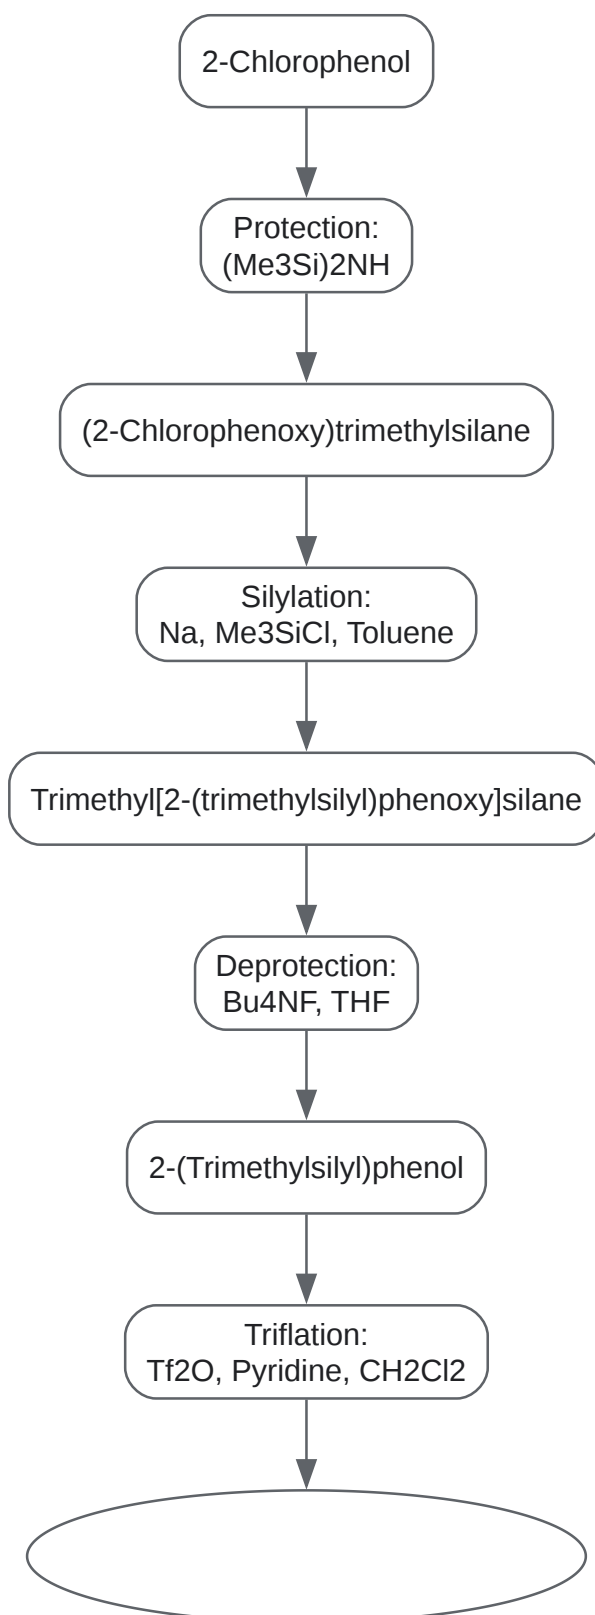 2-Chlorophenol
Protection:
(Me3Si)2NH
(2-Chlorophenoxy)trimethylsilane
Silylation:
Na, Me3SiCl, Toluene
Trimethyl[2-(trimethylsilyl)phenoxy]silane
Deprotection:
Bu4NF, THF
2-(Trimethylsilyl)phenol
Triflation:
Tf2O, Pyridine, CH2Cl2